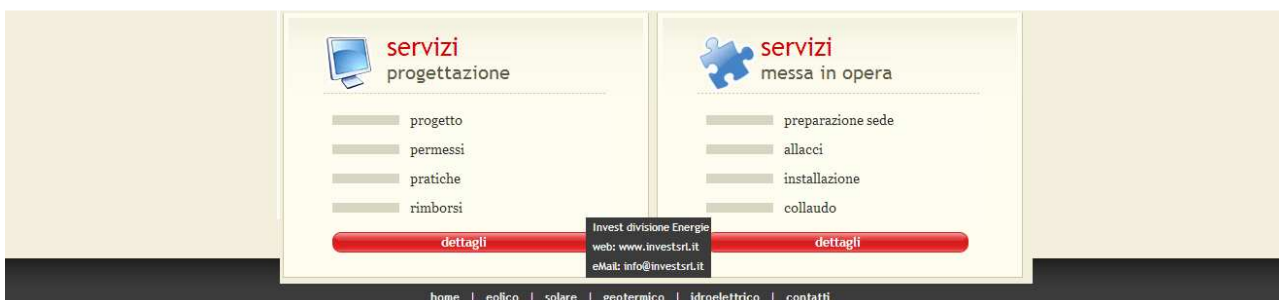 servizi
progettazione
progetto
permessi
pratiche
rimborsi
dettagli
servizi
messa in opera
preparazione sede
allacci
installazione
collaudo
dettagli
Invest divisione Energie
web: www.investsrl.it
eMail: info@investsrl.it
home | eolico | solare | geotermico | idroelettrico | contatti